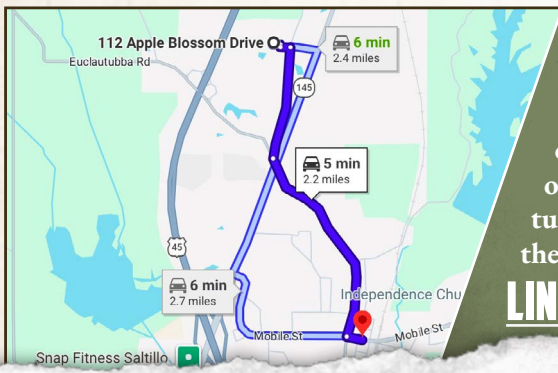 112 Apple Blossom Drive
6 min
2.4 miles
Euclautubba Rd
145
5 min
2.2 miles
45
6 min
2.7 miles
Independence Chu
Mobile St
Mobile St
Snap Fitness Saltillo
o
tu
the
LIN